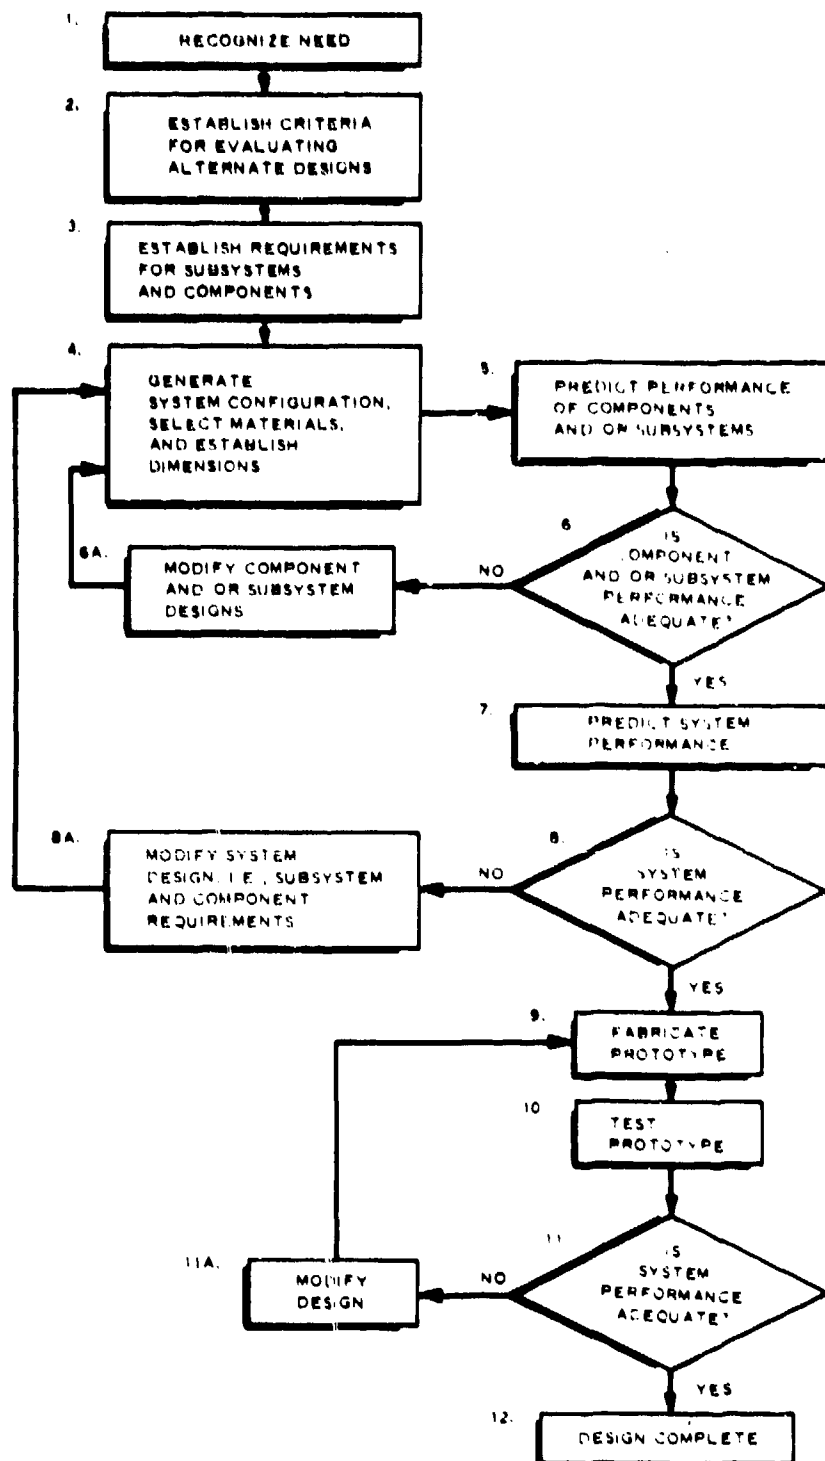 1.
RECOGNIZE NEED
2.
ESTABLISH CRITERIA
FOR EVALUATING
ALTERNATE DESIGNS
3.
ESTABLISH REQUIREMENTS
FOR SUBSYSTEMS
AND COMPONENTS
4.
GENERATE
SYSTEM CONFIGURATION,
SELECT MATERIALS,
AND ESTABLISH
DIMENSIONS
5.
PREDICT PERFORMANCE
OF COMPONENTS
AND OR SUBSYSTEMS
6
IS
COMPONENT
AND OR SUBSYSTEM
PERFORMANCE
ADEQUATE?
NO
6A.
MODIFY COMPONENT
AND OR SUBSYSTEM
DESIGNS
YES
7.
PREDICT SYSTEM
PERFORMANCE
8.
IS
SYSTEM
PERFORMANCE
ADEQUATE?
NO
8A.
MODIFY SYSTEM
DESIGN, I.E., SUBSYSTEM
AND COMPONENT
REQUIREMENTS
YES
9.
FABRICATE
PROTOTYPE
10
TEST
PROTOTYPE
11
IS
SYSTEM
PERFORMANCE
ADEQUATE?
NO
11A.
MODIFY
DESIGN
YES
12.
DESIGN COMPLETE